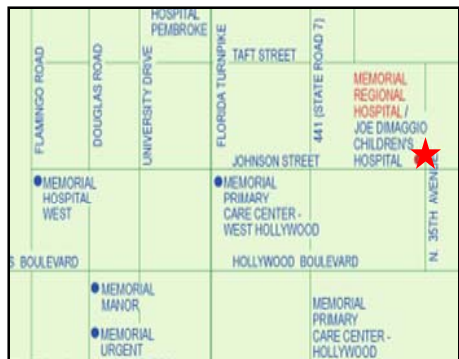 HOSPITAL
PEMBROKE
FLAMINGO ROAD
DOUGLAS ROAD
UNIVERSITY DRIVE
FLORIDA TURNPIKE
441 (STATE ROAD 7)
TAFT STREET
MEMORIAL
REGIONAL
HOSPITAL /
JOE DIMAGGIO
CHILDREN'S
HOSPITAL
N. 35TH AVENUE
JOHNSON STREET
MEMORIAL
HOSPITAL
WEST
MEMORIAL
PRIMARY
CARE CENTER -
WEST HOLLYWOOD
S BOULEVARD
HOLLYWOOD BOULEVARD
MEMORIAL
MANOR
MEMORIAL
URGENT
MEMORIAL
PRIMARY
CARE CENTER -
HOLLYWOOD